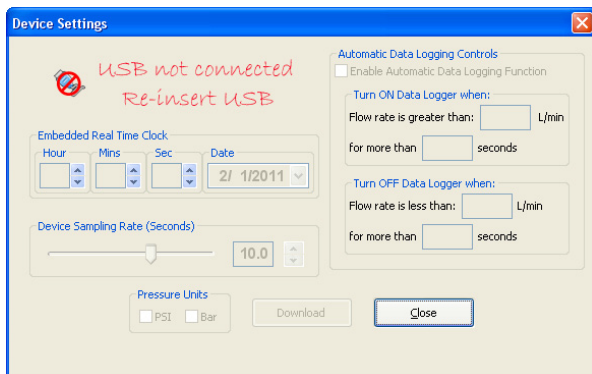 Device Settings
USB not connected
Re-insert USB
Embedded Real Time Clock
Hour Mins Sec Date
2/ 1/2011
Device Sampling Rate (Seconds)
10.0
Pressure Units
PSI Bar
Automatic Data Logging Controls
Enable Automatic Data Logging Function
Turn ON Data Logger when:
Flow rate is greater than: L/min
for more than seconds
Turn OFF Data Logger when:
Flow rate is less than: L/min
for more than seconds
Download
Close